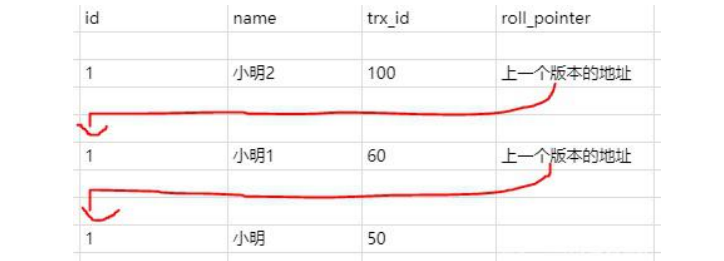 id name trx_id roll_pointer
1 小明2 100 上一个版本的地址
1 小明1 60 上一个版本的地址
1 小明 50